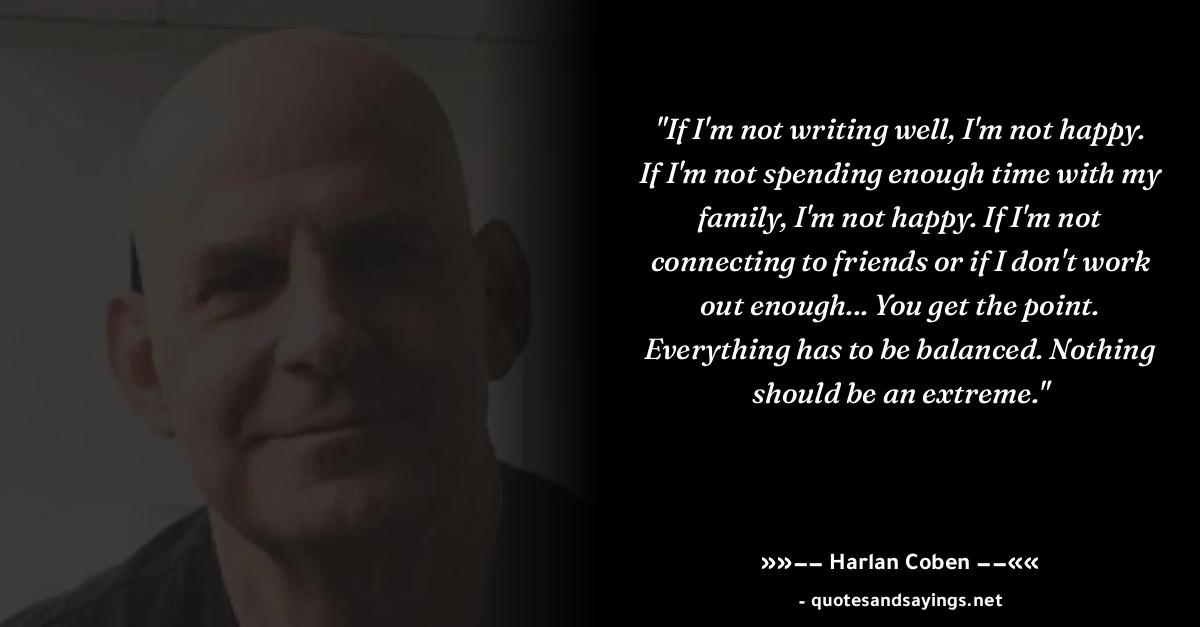 "If I'm not writing well, I'm not happy.
If I'm not spending enough time with my
family, I'm not happy. If I'm not
connecting to friends or if I don't work
out enough... You get the point.
Everything has to be balanced. Nothing
should be an extreme."
»»–– Harlan Coben ––««
- quotesandsayings.net